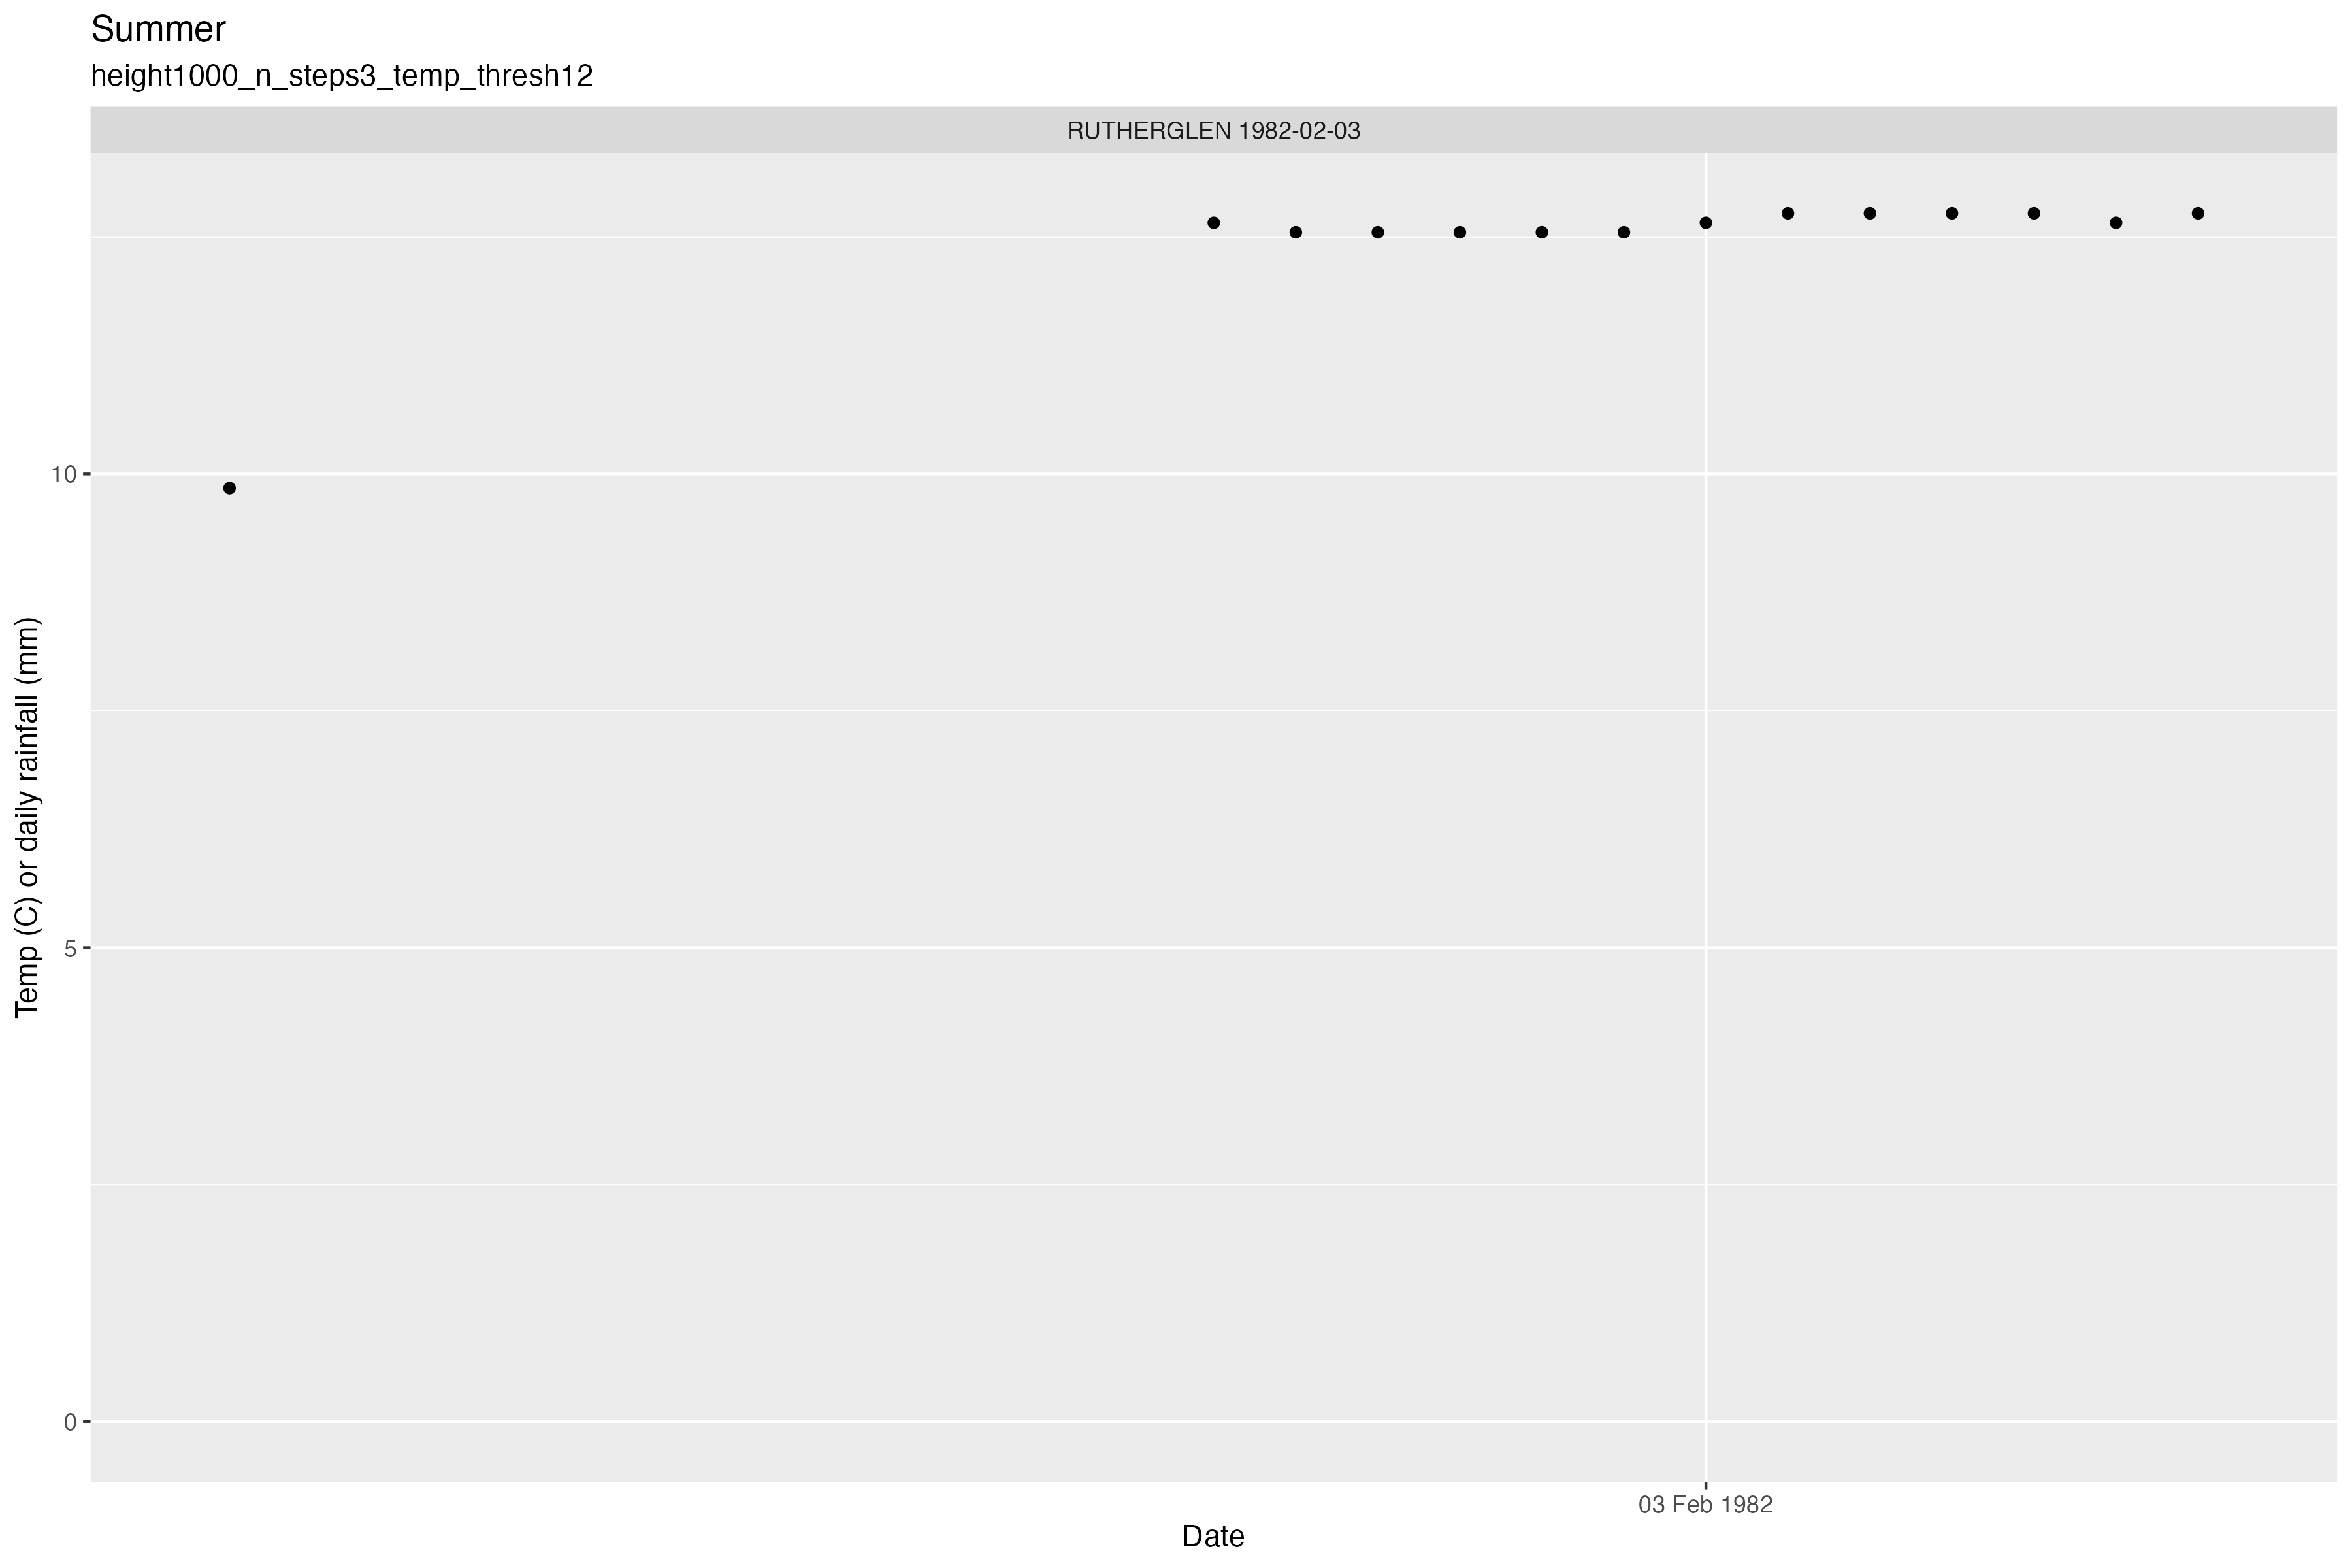 Summer
height1000_n_steps3_temp_thresh12
RUTHERGLEN 1982-02-03
Temp (C) or daily rainfall (mm)
10
5
0
03 Feb 1982
Date